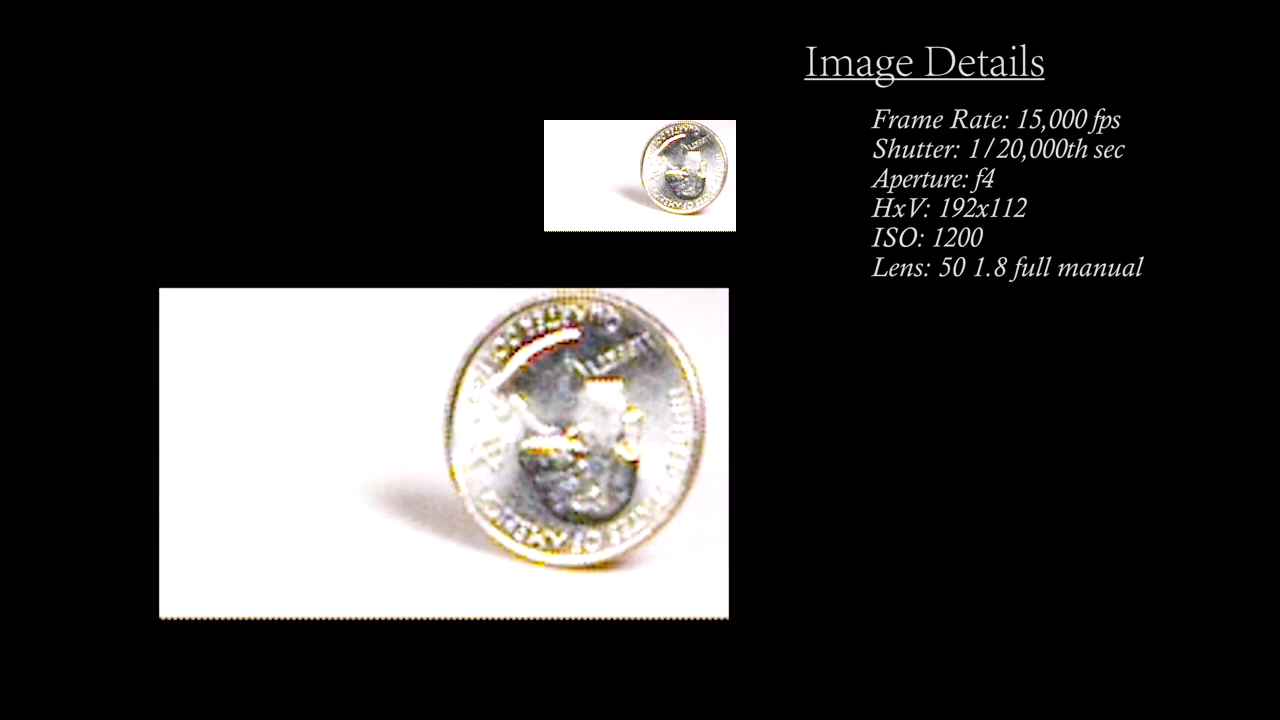 Image Details
Frame Rate: 15,000 fps
Shutter: 1/20,000th sec
Aperture: f4
HxV: 192x112
ISO: 1200
Lens: 50 1.8 full manual
LIBERTY